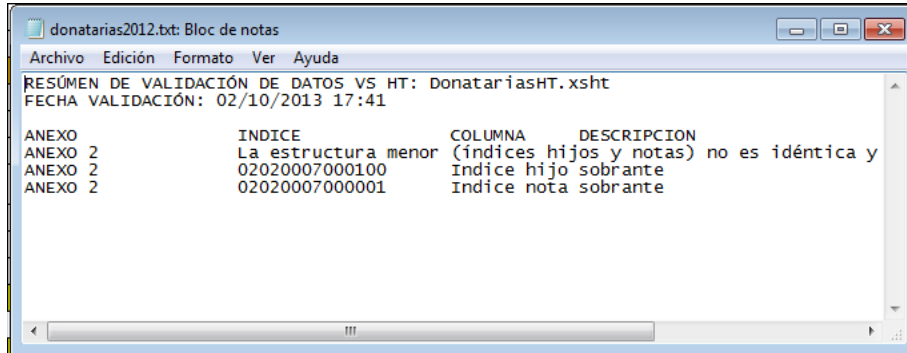 donatarias2012.txt: Bloc de notas
Archivo Edición Formato Ver Ayuda
RESÚMEN DE VALIDACIÓN DE DATOS VS HT: DonatariasHT.xsht
FECHA VALIDACIÓN: 02/10/2013 17:41
ANEXO INDICE COLUMNA DESCRIPCION
ANEXO 2 La estructura menor (índices hijos y notas) no es idéntica y
ANEXO 2 02020007000100 Indice hijo sobrante
ANEXO 2 02020007000001 Indice nota sobrante